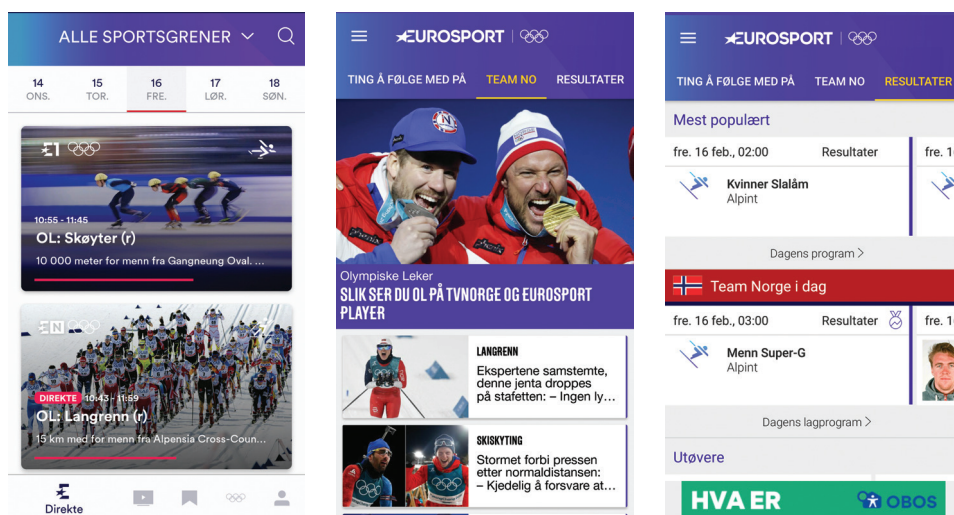 ALLE SPORTSGRENER
14 15 16 17 18
ONS. TOR. FRE. LØR. SØN.
E1
10:55 - 11:45
OL: Skøyter (r)
10 000 meter for menn fra Gangneung Oval. ...
EN
DIREKTE 10:43 - 11:59
OL: Langrenn (r)
15 km med for menn fra Alpensia Cross-Coun...
Direkte
EUROSPORT
TING Å FØLGE MED PÅ TEAM NO RESULTATER
Olympiske Leker
SLIK SER DU OL PÅ TVNORGE OG EUROSPORT
PLAYER
LANGRENN
Ekspertene samstemte,
denne jenta droppes
på stafetten: – Ingen ly...
SKISKYTING
Stormet forbi pressen
etter normaldistansen:
– Kjedelig å forsvare at...
EUROSPORT
TING Å FØLGE MED PÅ TEAM NO RESULTATER
Mest populært
fre. 16 feb., 02:00 Resultater fre. 1
Kvinner Slalåm
Alpint
Dagens program >
Team Norge i dag
fre. 16 feb., 03:00 Resultater fre. 1
Menn Super-G
Alpint
Dagens lagprogram >
Utøvere
HVA ER OBOS